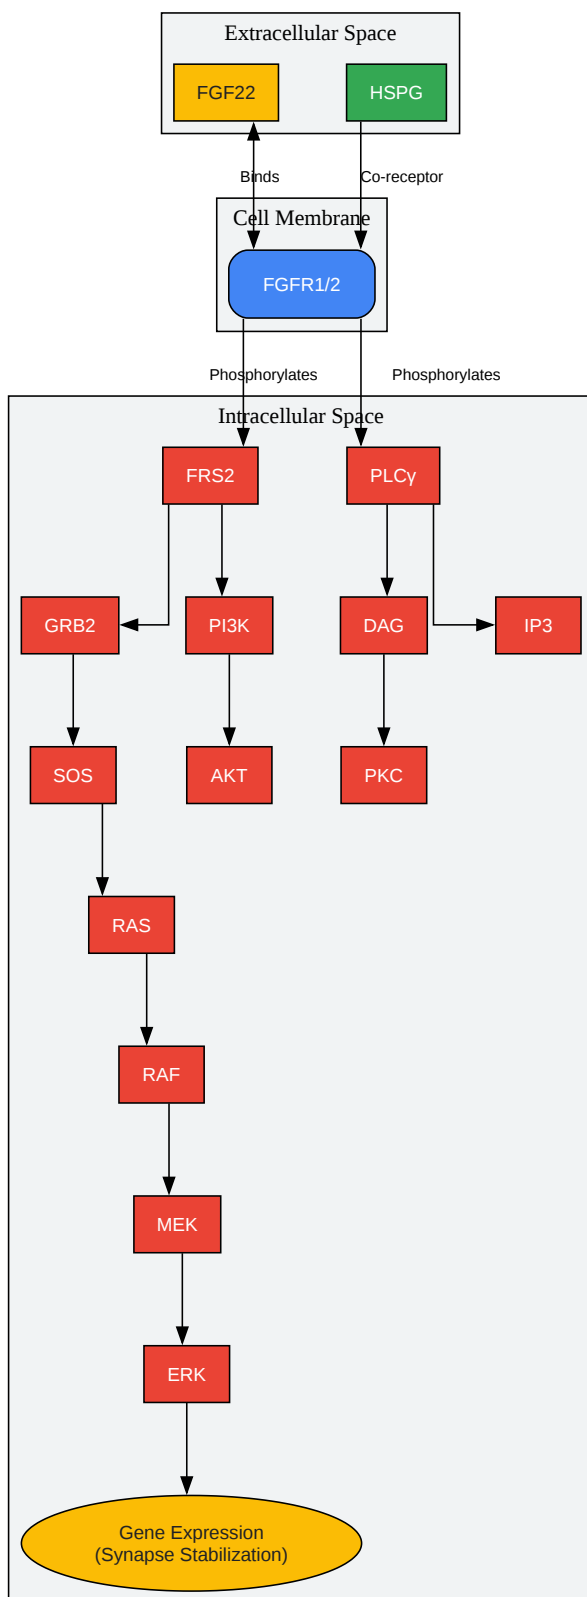 Extracellular Space
FGF22
HSPG
Binds
Co-receptor
Cell Membrane
FGFR1/2
Phosphorylates
Phosphorylates
Intracellular Space
FRS2
PLCγ
GRB2
PI3K
DAG
IP3
SOS
AKT
PKC
RAS
RAF
MEK
ERK
Gene Expression
(Synapse Stabilization)